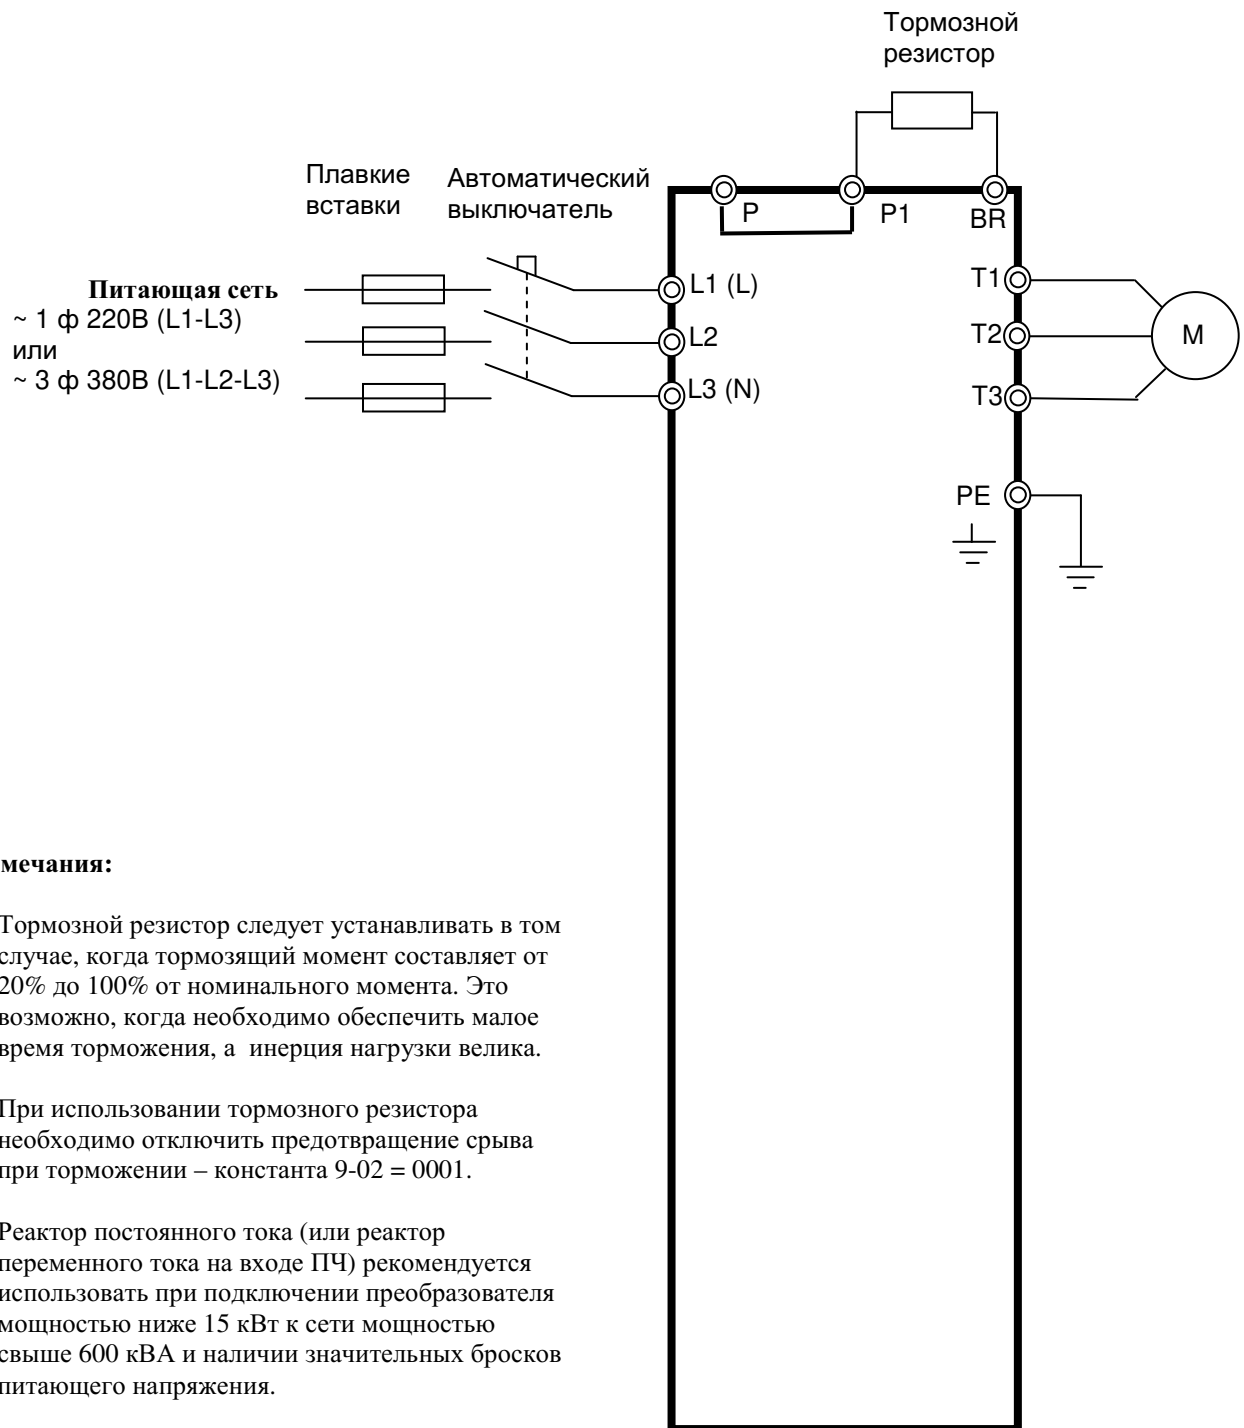 Тормозной
резистор
Плавкие
вставки
Автоматический
выключатель
P
P1
BR
Питающая сеть
~ 1 ф 220В (L1-L3)
или
~ 3 ф 380В (L1-L2-L3)
L1 (L)
L2
L3 (N)
T1
T2
T3
M
PE
мечания:
Тормозной резистор следует устанавливать в том
случае, когда тормозящий момент составляет от
20% до 100% от номинального момента. Это
возможно, когда необходимо обеспечить малое
время торможения, а  инерция нагрузки велика.
При использовании тормозного резистора
необходимо отключить предотвращение срыва
при торможении – константа 9-02 = 0001.
Реактор постоянного тока (или реактор
переменного тока на входе ПЧ) рекомендуется
использовать при подключении преобразователя
мощностью ниже 15 кВт к сети мощностью
свыше 600 кВА и наличии значительных бросков
питающего напряжения.